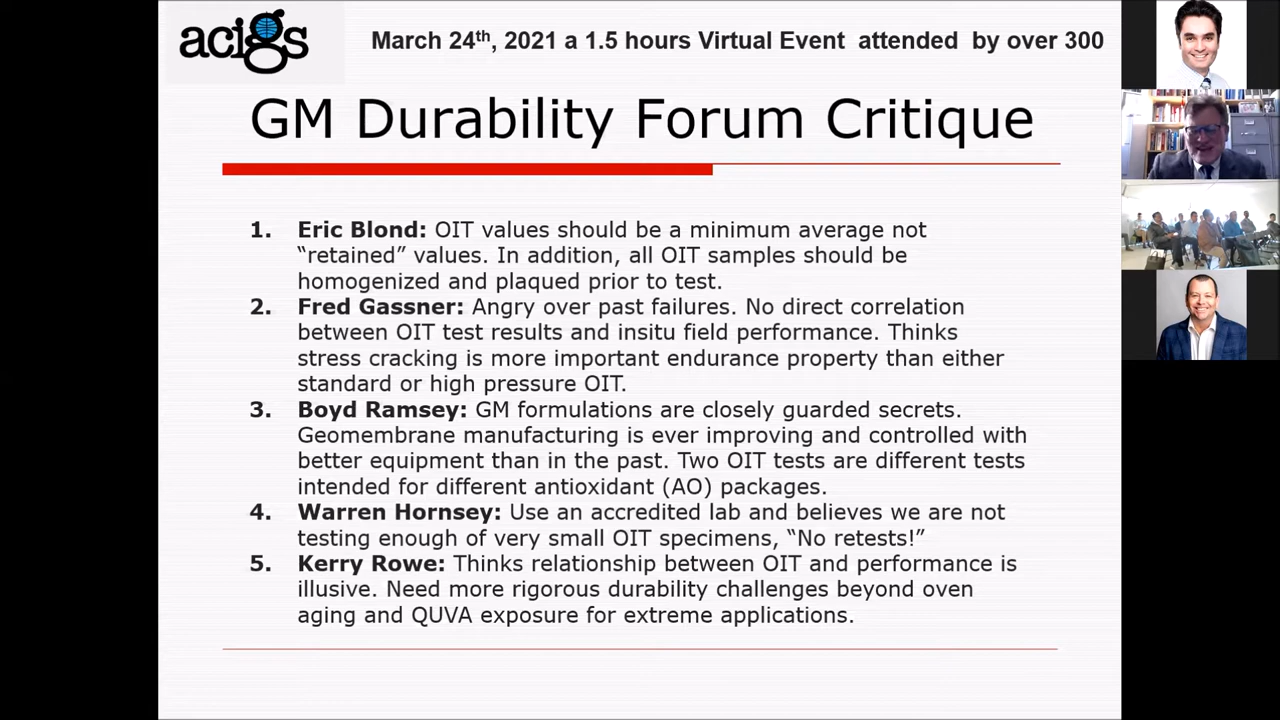 acigs
March 24th, 2021 a 1.5 hours Virtual Event attended by over 300
GM Durability Forum Critique
1. Eric Blond: OIT values should be a minimum average not
“retained” values. In addition, all OIT samples should be
homogenized and plaqued prior to test.
2. Fred Gassner: Angry over past failures. No direct correlation
between OIT test results and insitu field performance. Thinks
stress cracking is more important endurance property than either
standard or high pressure OIT.
3. Boyd Ramsey: GM formulations are closely guarded secrets.
Geomembrane manufacturing is ever improving and controlled with
better equipment than in the past. Two OIT tests are different tests
intended for different antioxidant (AO) packages.
4. Warren Hornsey: Use an accredited lab and believes we are not
testing enough of very small OIT specimens, “No retests!”
5. Kerry Rowe: Thinks relationship between OIT and performance is
illusive. Need more rigorous durability challenges beyond oven
aging and QUVA exposure for extreme applications.